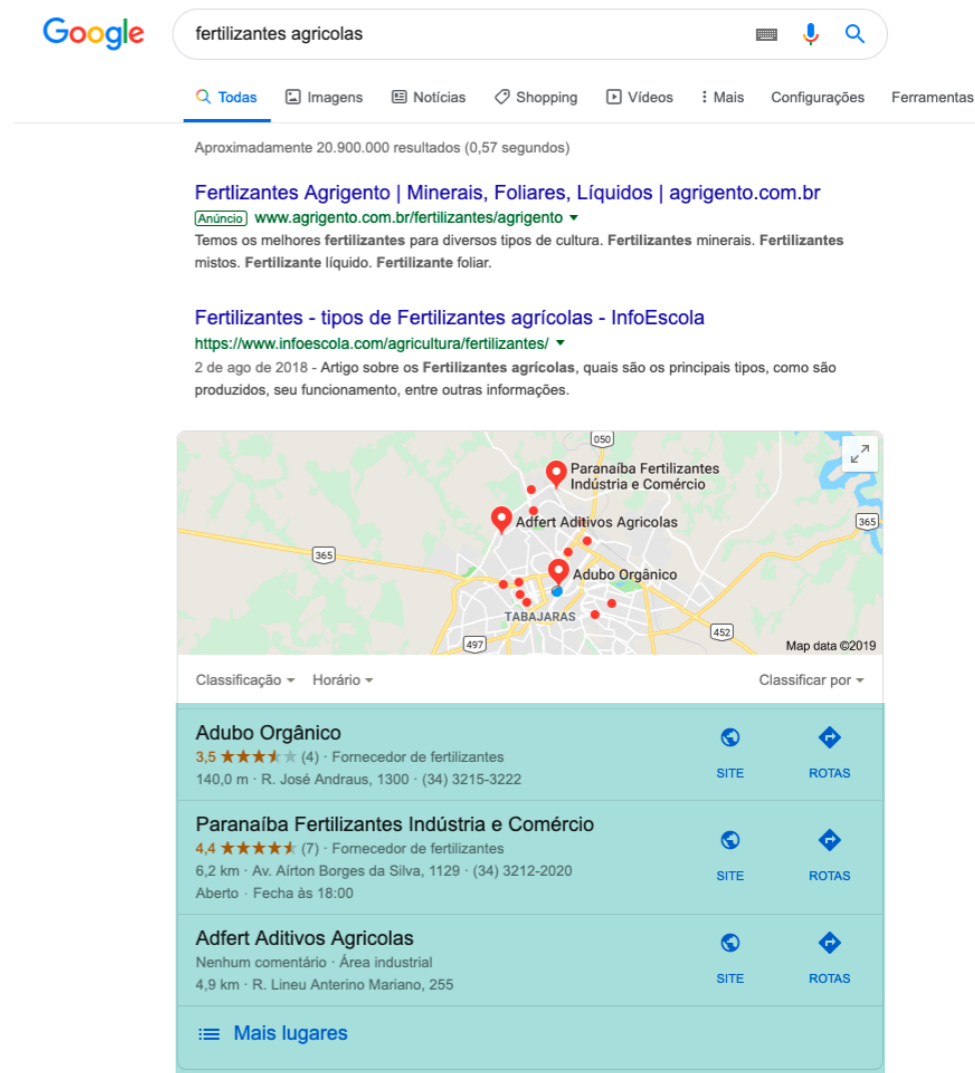 Google
fertilizantes agricolas
Todas Imagens Notícias Shopping Vídeos Mais Configurações Ferramentas
Aproximadamente 20.900.000 resultados (0,57 segundos)
Fertlizantes Agrigento | Minerais, Foliares, Líquidos | agrigento.com.br
Anúncio www.agrigento.com.br/fertilizantes/agrigento
Temos os melhores fertilizantes para diversos tipos de cultura. Fertilizantes minerais. Fertilizantes
mistos. Fertilizante líquido. Fertilizante foliar.
Fertilizantes - tipos de Fertilizantes agrícolas - InfoEscola
https://www.infoescola.com/agricultura/fertilizantes/
2 de ago de 2018 - Artigo sobre os Fertilizantes agrícolas, quais são os principais tipos, como são
produzidos, seu funcionamento, entre outras informações.
050
Paranaíba Fertilizantes
Indústria e Comércio
Adfert Aditivos Agricolas
365
365
Adubo Orgânico
TABAJARAS
452
497
Map data ©2019
Classificação Horário Classificar por
Adubo Orgânico
3,5 (4) · Fornecedor de fertilizantes
140,0 m · R. José Andraus, 1300 · (34) 3215-3222
SITE ROTAS
Paranaíba Fertilizantes Indústria e Comércio
4,4 (7) · Fornecedor de fertilizantes
6,2 km · Av. Aírton Borges da Silva, 1129 · (34) 3212-2020
SITE ROTAS
Aberto · Fecha às 18:00
Adfert Aditivos Agricolas
Nenhum comentário · Área industrial
4,9 km · R. Lineu Anterino Mariano, 255
SITE ROTAS
Mais lugares